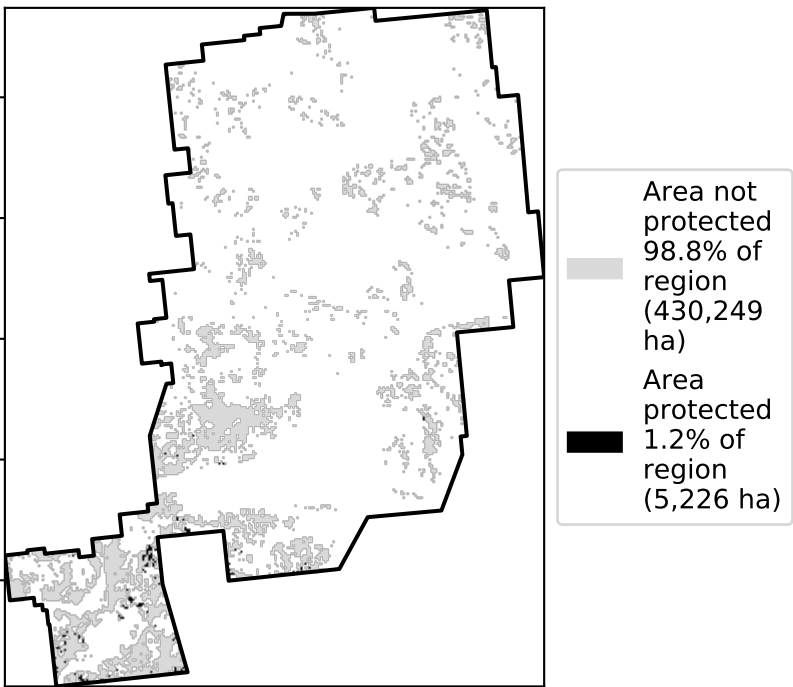 Area not
protected
98.8% of
region
(430,249
ha)
Area
protected
1.2% of
region
(5,226 ha)